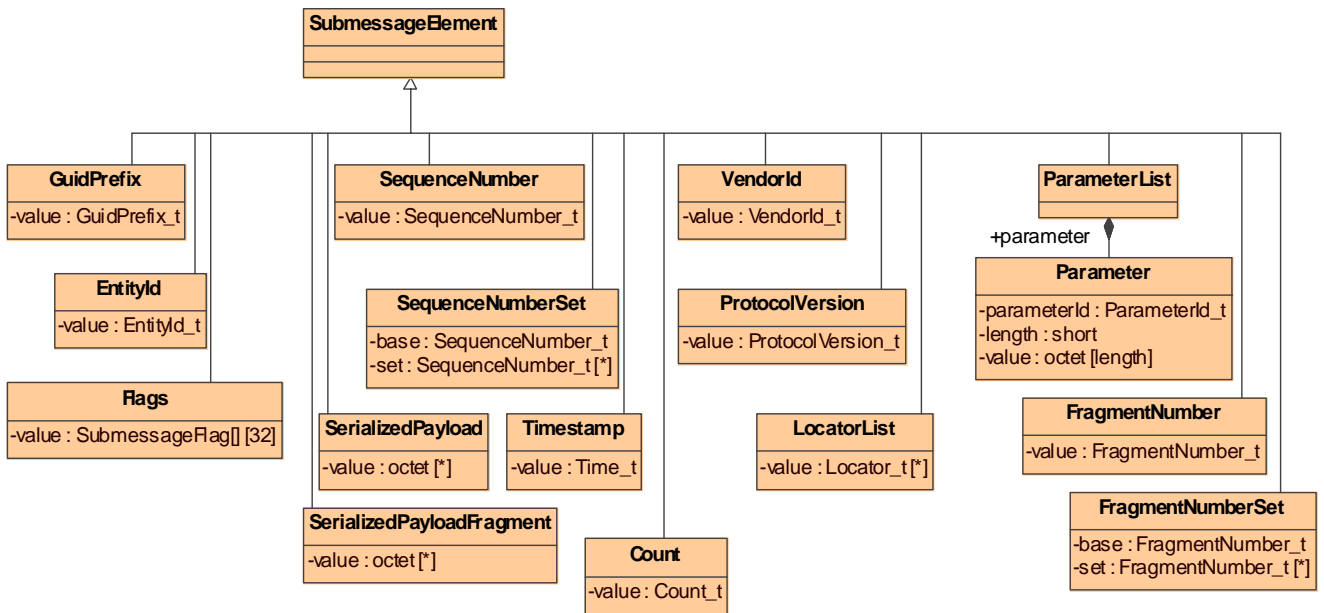 SubmessageElement
GuidPrefix
-value : GuidPrefix_t
SequenceNumber
-value : SequenceNumber_t
VendorId
-value : VendorId_t
ParameterList
+parameter
EntityId
-value : EntityId_t
SequenceNumberSet
-base : SequenceNumber_t
-set : SequenceNumber_t [*]
ProtocolVersion
-value : ProtocolVersion_t
Parameter
-parameterId : ParameterId_t
-length : short
-value : octet [length]
Flags
-value : SubmessageFlag[] [32]
SerializedPayload
-value : octet [*]
Timestamp
-value : Time_t
LocatorList
-value : Locator_t [*]
FragmentNumber
-value : FragmentNumber_t
SerializedPayloadFragment
-value : octet [*]
Count
-value : Count_t
FragmentNumberSet
-base : FragmentNumber_t
-set : FragmentNumber_t [*]